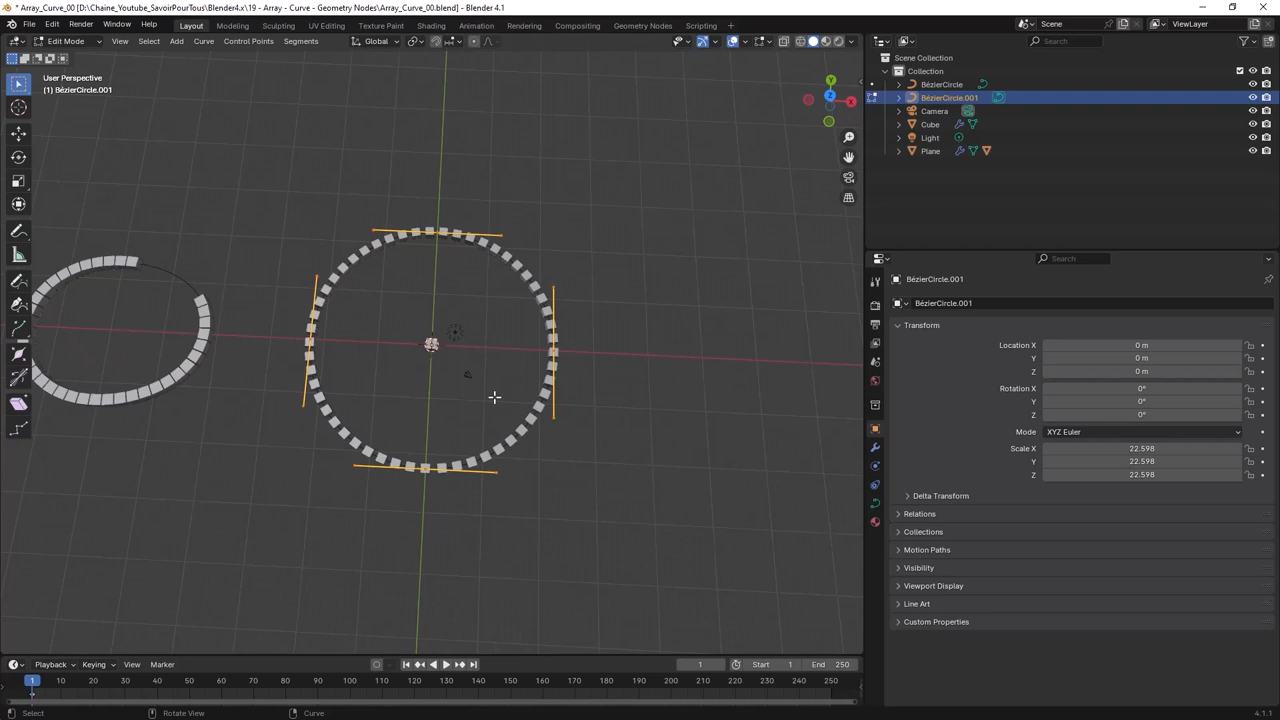 * Array_Curve_00 [D:\Chaine_Youtube_SavoirPourTous\Blender4.x\19 - Array - Curve - Geometry Nodes\Array_Curve_00.blend] - Blender 4.1
File Edit Render Window Help Layout Modeling Sculpting UV Editing Texture Paint Shading Animation Rendering Compositing Geometry Nodes Scripting Scene ViewLayer
Edit Mode View Select Add Curve Control Points Segments Global Search
User Perspective
(1) BézierCircle.001
Y
Z
X
Scene Collection
Collection
BézierCircle
BézierCircle.001
Camera
Cube
Light
Plane
Search
BézierCircle.001
BézierCircle.001
Transform
Location X 0 m
Y 0 m
Z 0 m
Rotation X 0°
Y 0°
Z 0°
Mode XYZ Euler
Scale X 22.598
Y 22.598
Z 22.598
Delta Transform
Relations
Collections
Motion Paths
Visibility
Viewport Display
Line Art
Custom Properties
Playback Keying View Marker 1 Start 1 End 250
1 10 20 30 40 50 60 70 80 90 100 110 120 130 140 150 160 170 180 190 200 210 220 230 240 250
Select Rotate View Curve 4.1.1